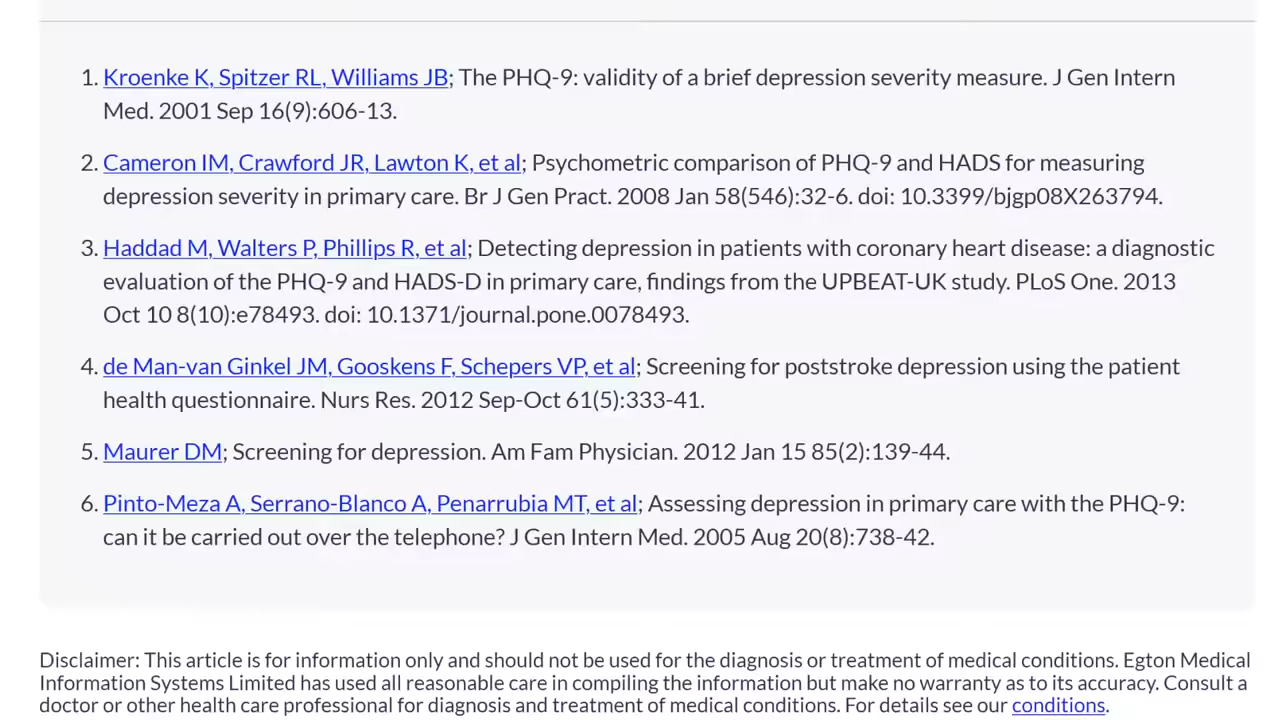 1. Kroenke K, Spitzer RL, Williams JB; The PHQ-9: validity of a brief depression severity measure. J Gen Intern
Med. 2001 Sep 16(9):606-13.
2. Cameron IM, Crawford JR, Lawton K, et al; Psychometric comparison of PHQ-9 and HADS for measuring
depression severity in primary care. Br J Gen Pract. 2008 Jan 58(546):32-6. doi: 10.3399/bjgp08X263794.
3. Haddad M, Walters P, Phillips R, et al; Detecting depression in patients with coronary heart disease: a diagnostic
evaluation of the PHQ-9 and HADS-D in primary care, findings from the UPBEAT-UK study. PLoS One. 2013
Oct 10 8(10):e78493. doi: 10.1371/journal.pone.0078493.
4. de Man-van Ginkel JM, Gooskens F, Schepers VP, et al; Screening for poststroke depression using the patient
health questionnaire. Nurs Res. 2012 Sep-Oct 61(5):333-41.
5. Maurer DM; Screening for depression. Am Fam Physician. 2012 Jan 15 85(2):139-44.
6. Pinto-Meza A, Serrano-Blanco A, Penarrubia MT, et al; Assessing depression in primary care with the PHQ-9:
can it be carried out over the telephone? J Gen Intern Med. 2005 Aug 20(8):738-42.
Disclaimer: This article is for information only and should not be used for the diagnosis or treatment of medical conditions. Egton Medical
Information Systems Limited has used all reasonable care in compiling the information but make no warranty as to its accuracy. Consult a
doctor or other health care professional for diagnosis and treatment of medical conditions. For details see our conditions.